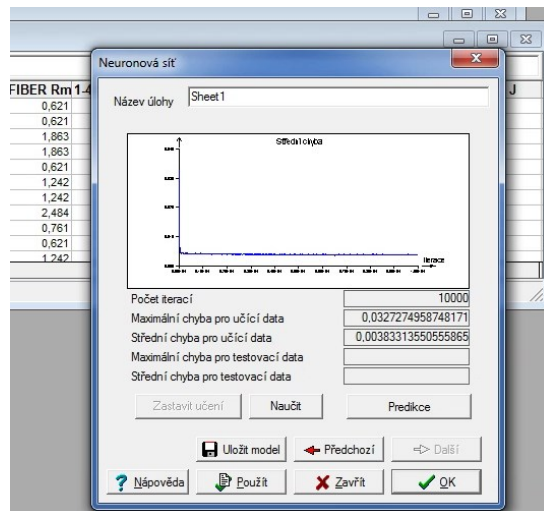 Neuronová síť
FIBER Rm 1-4
J
Název úlohy Sheet1
0,621
0,621
1,863
1,863
0,621
1,242
1,242
2,484
0,761
0,621
1,242
Střední chyba
Iterace
Počet iterací 10000
Maximální chyba pro učící data 0,0327274958748171
Střední chyba pro učící data 0,00383313550555865
Maximální chyba pro testovací data
Střední chyba pro testovací data
Zastavit učení Naučit Predikce
Uložit model Předchozí Další
Nápověda Použít Zavřít OK